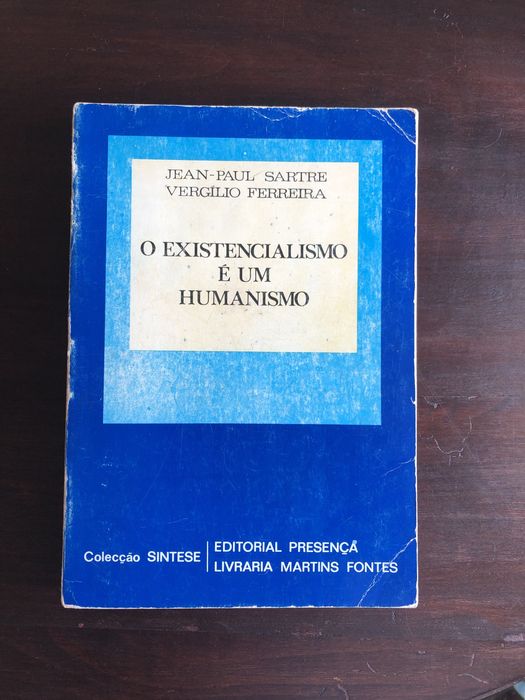 JEAN-PAUL SARTRE
VERGÍLIO FERREIRA
O EXISTENCIALISMO
É UM
HUMANISMO
Colecção SINTESE
EDITORIAL PRESENÇA
LIVRARIA MARTINS FONTES